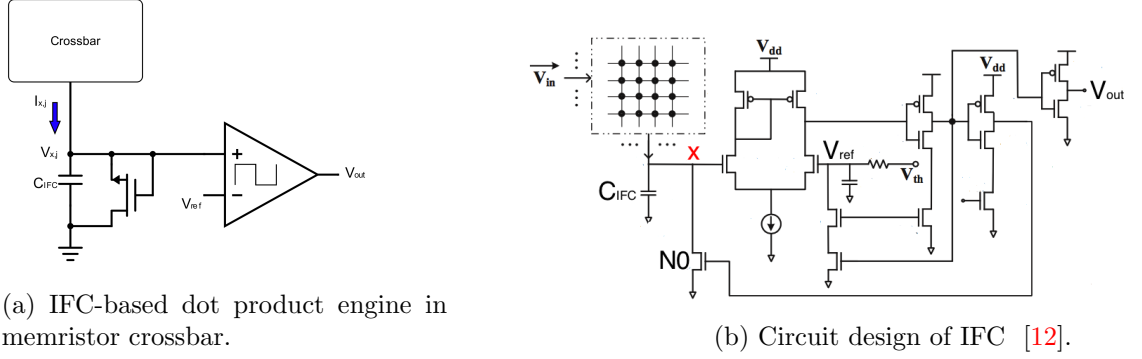 Crossbar
Ix,j
Vx,j
CIFC
Vref
+
−
Vout
(a) IFC-based dot product engine in
memristor crossbar.
Vin
Vdd
Vdd
Vout
X
Vref
Vth
CIFC
N0
(b) Circuit design of IFC [12].